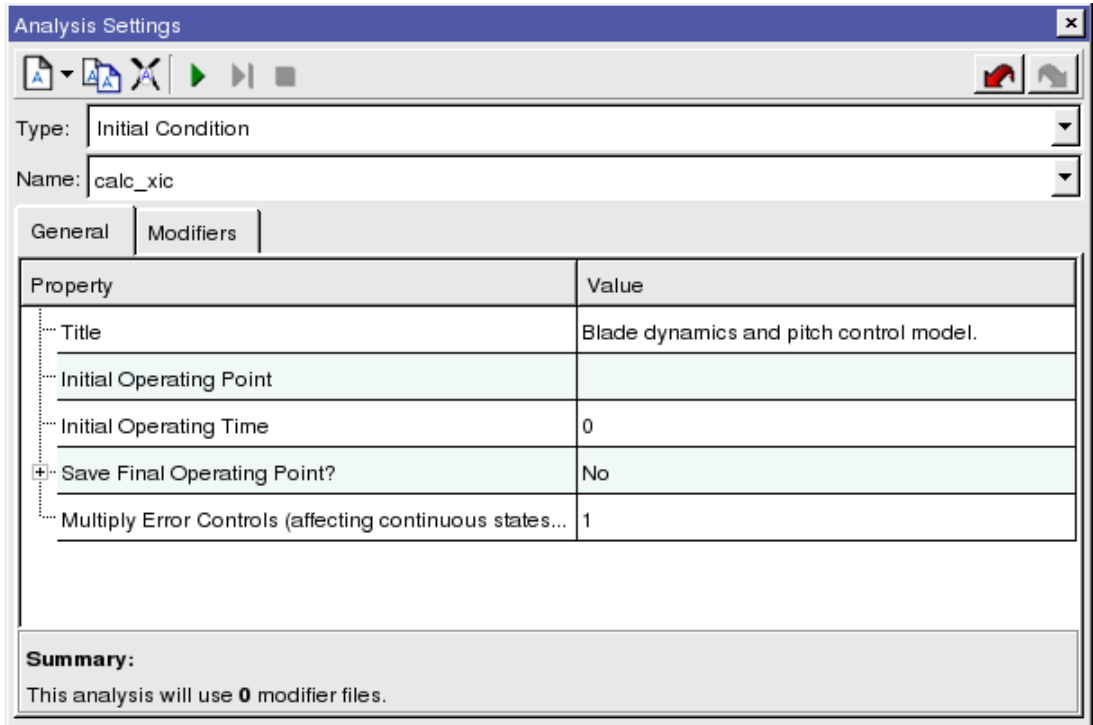 Analysis Settings
Type: Initial Condition
Name: calc_xic
General Modifiers
Property Value
Title Blade dynamics and pitch control model.
Initial Operating Point
Initial Operating Time 0
Save Final Operating Point? No
Multiply Error Controls (affecting continuous states... 1
Summary:
This analysis will use 0 modifier files.